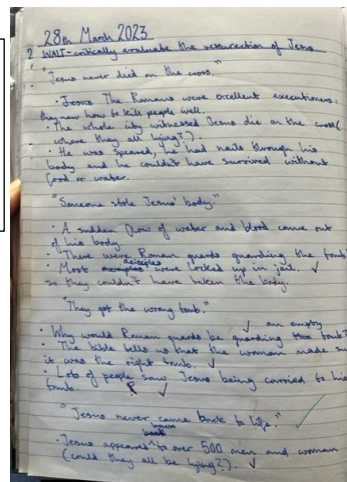 28th March 2023
WALT - critically evaluate the resurection of Jesus
"Jesus never died on the cross."
• Jesus The Romans were excellent executioners:
they new how to kill people well.
• The whole city witnessed Jesus die on the cross (
where they all lying?).
• He was speared, had nails through his
body and he couldn't have survived without
food or water.
"Someone stole Jesus' body."
• A sudden flow of water and blood came out
of his body.
• There were Roman guards guarding the tomb.
• Most disciples were locked up in jail.
so they couldn't have taken the body.
"They got the wrong tomb."
an empty
• Why would Roman guards be guarding tomb?
• The bible tells us that the woman made
it was the right tomb.
• Lots of people saw Jesus being carried to his
tomb.
"Jesus never came back to life."
• Jesus appeared to over 500 men and woman
(could they all be lying?).